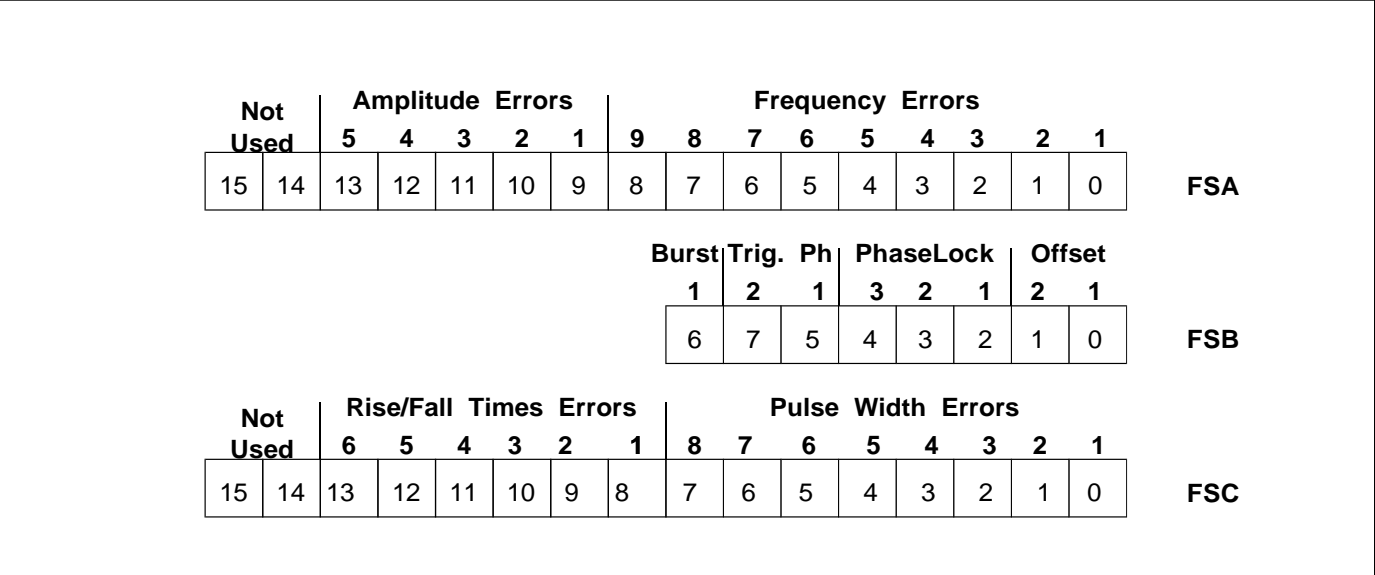 Not Used Amplitude Errors Frequency Errors
5 4 3 2 1 9 8 7 6 5 4 3 2 1
15 14 13 12 11 10 9 8 7 6 5 4 3 2 1 0 FSA
Burst Trig. Ph PhaseLock Offset
1 2 1 3 2 1 2 1
6 7 5 4 3 2 1 0 FSB
Not Used Rise/Fall Times Errors Pulse Width Errors
6 5 4 3 2 1 8 7 6 5 4 3 2 1
15 14 13 12 11 10 9 8 7 6 5 4 3 2 1 0 FSC